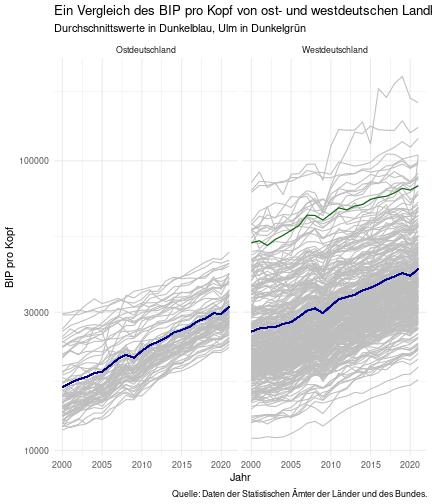 Ein Vergleich des BIP pro Kopf von ost- und westdeutschen Landl
Durchschnittswerte in Dunkelblau, Ulm in Dunkelgrün
Ostdeutschland
Westdeutschland
100000
30000
10000
BIP pro Kopf
2000 2005 2010 2015 2020
2000 2005 2010 2015 2020
Jahr
Quelle: Daten der Statistischen Ämter der Länder und des Bundes.